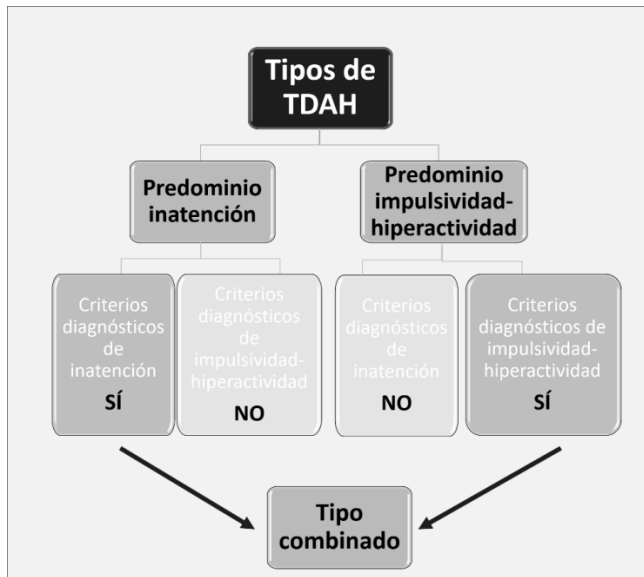 Tipos de
TDAH
Predominio
inatención
Predominio
impulsividad-
hiperactividad
Criterios
diagnósticos
de
inatención
SÍ
Criterios
diagnósticos
de
impulsividad-
hiperactividad
NO
Criterios
diagnósticos
de
inatención
NO
Criterios
diagnósticos de
impulsividad-
hiperactividad
SÍ
Tipo
combinado